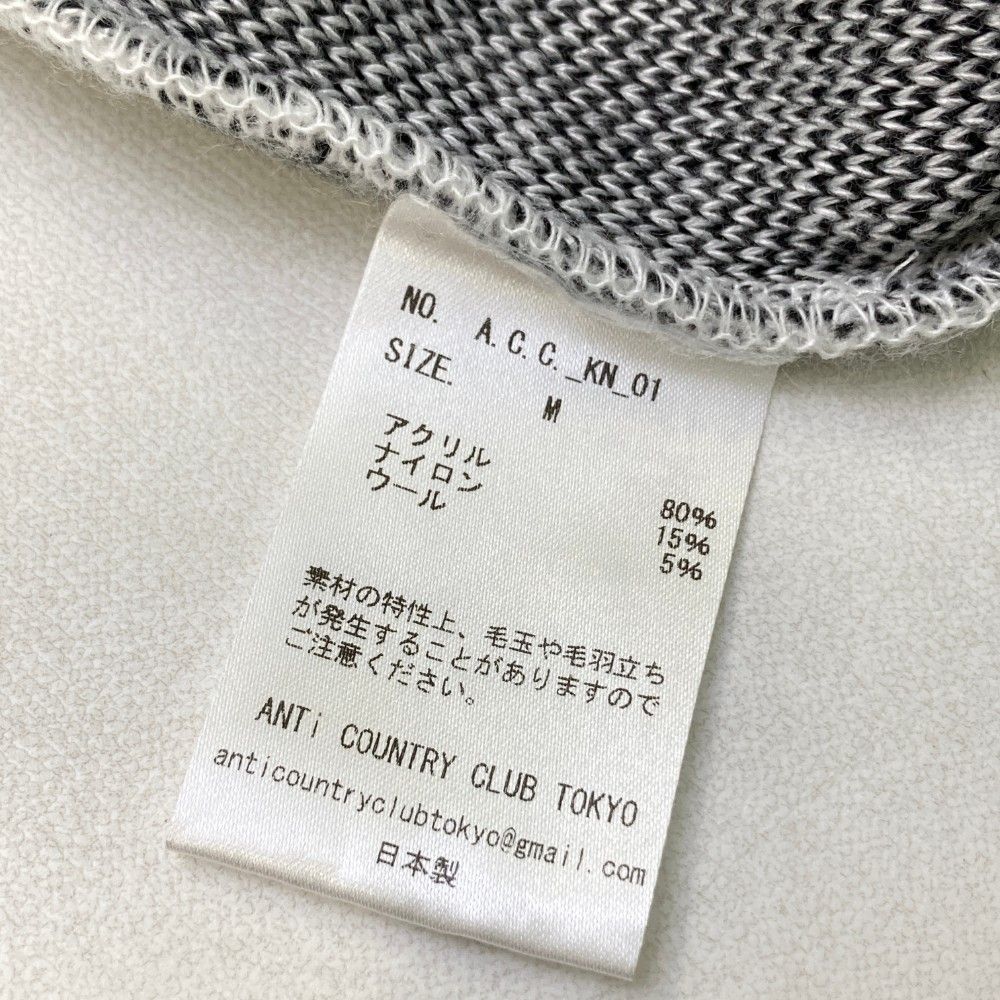 NO. A.C.C._KN_01
SIZE. M
アクリル 80%
ナイロン 15%
ウール 5%
素材の特性上、毛玉や毛羽立ち
が発生することがありますので
ご注意ください。
ANTi COUNTRY CLUB TOKYO
anticountryclubtokyo@gmail.com
日本製